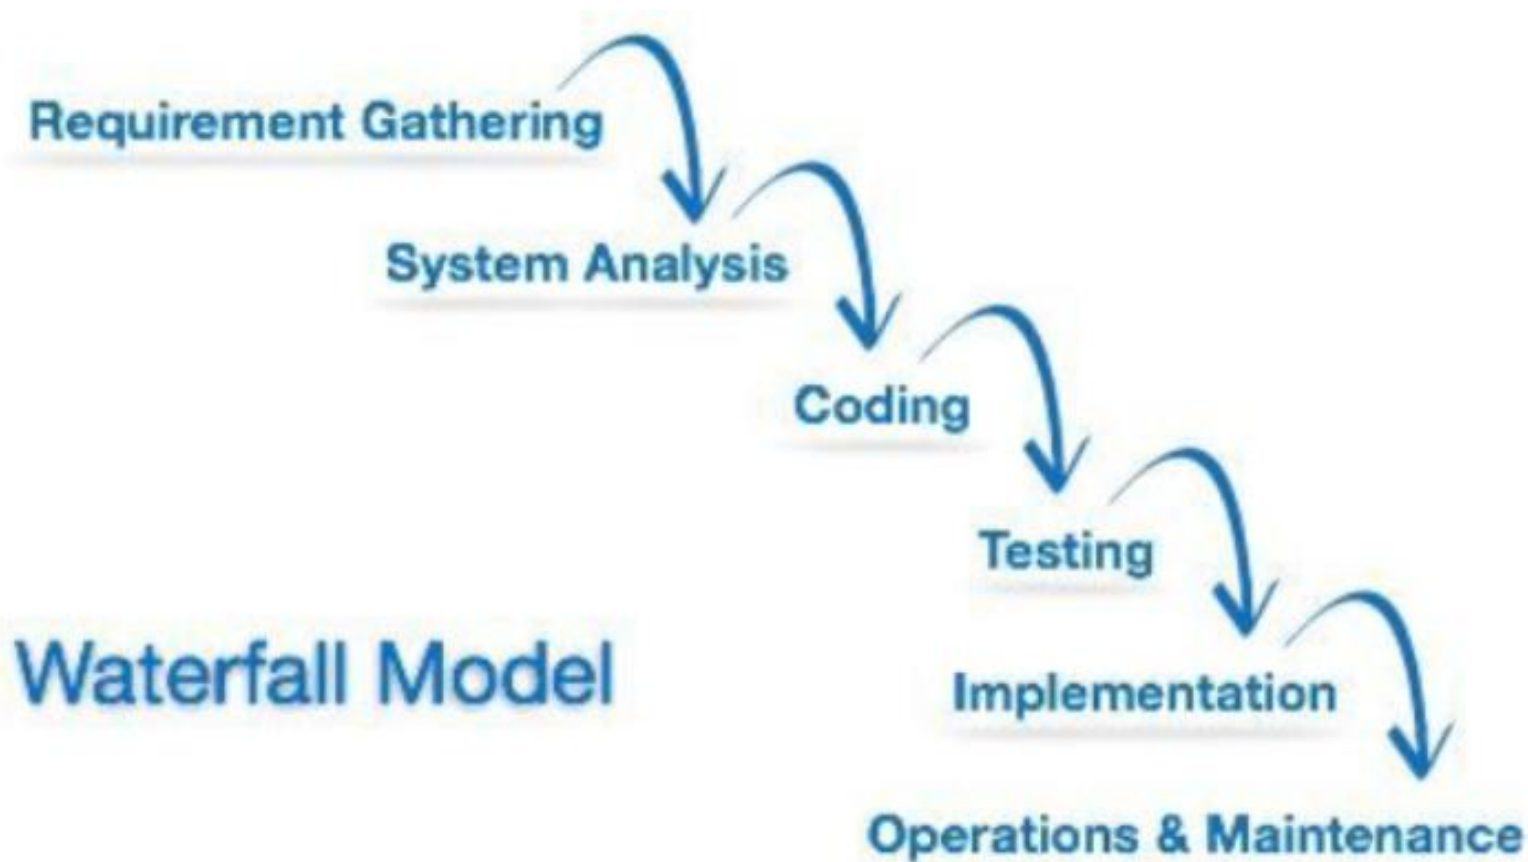 Requirement Gathering
System Analysis
Coding
Testing
Waterfall Model
Implementation
Operations & Maintenance